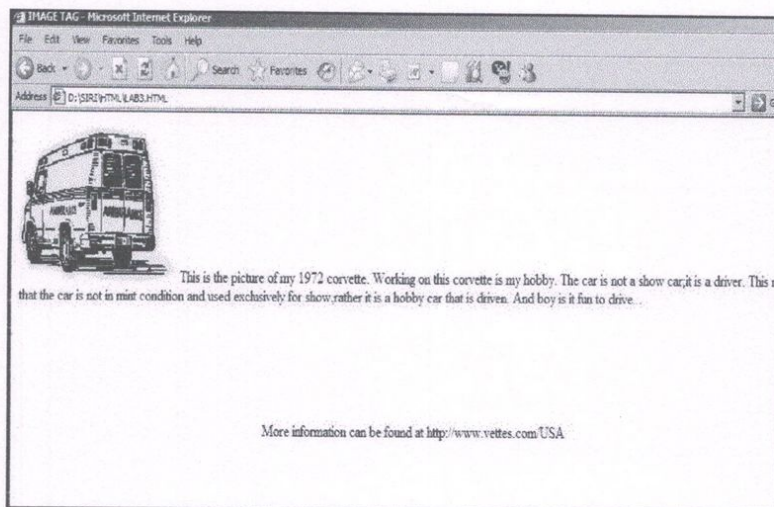 IMAGE TAG - Microsoft Internet Explorer
File Edit View Favorites Tools Help
Back Search Favorites
Address D:\SIRI\HTML\LAB3.HTML
AMBULANCE
This is the picture of my 1972 corvette. Working on this corvette is my hobby. The car is not a show car,it is a driver. This
that the car is not in mint condition and used exclusively for show,rather it is a hobby car that is driven. And boy is it fun to drive...
More information can be found at http://www.vettes.com/USA